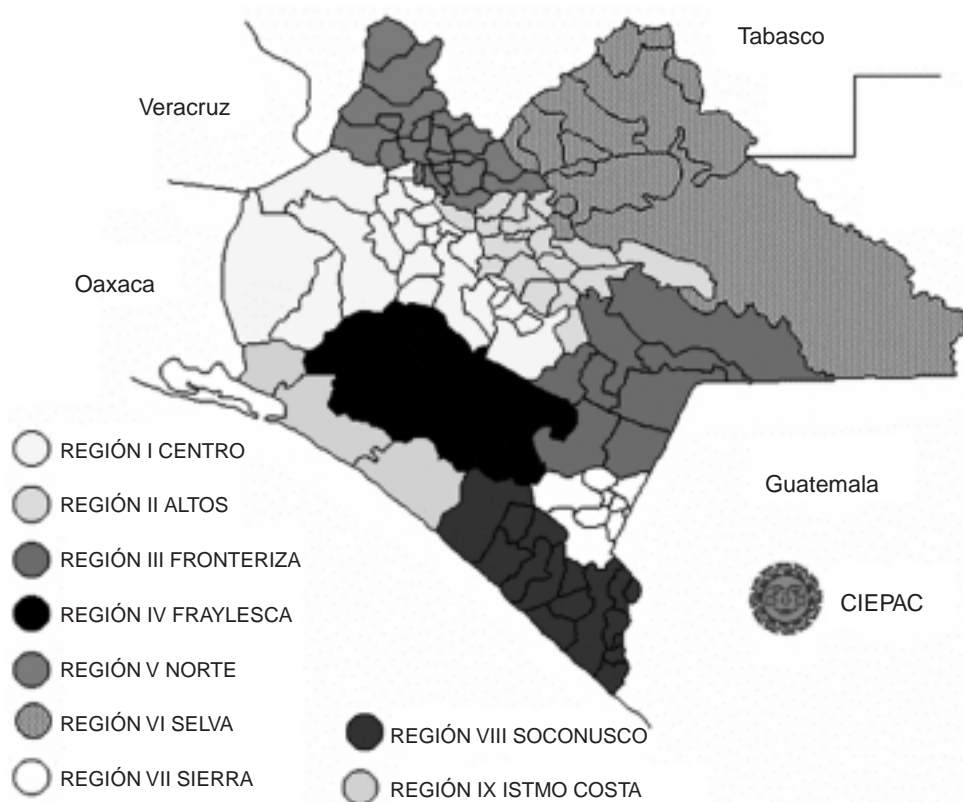 Tabasco
Veracruz
Oaxaca
Guatemala
CIEPAC
REGIÓN I CENTRO
REGIÓN II ALTOS
REGIÓN III FRONTERIZA
REGIÓN IV FRAYLESCA
REGIÓN V NORTE
REGIÓN VI SELVA
REGIÓN VII SIERRA
REGIÓN VIII SOCONUSCO
REGIÓN IX ISTMO COSTA